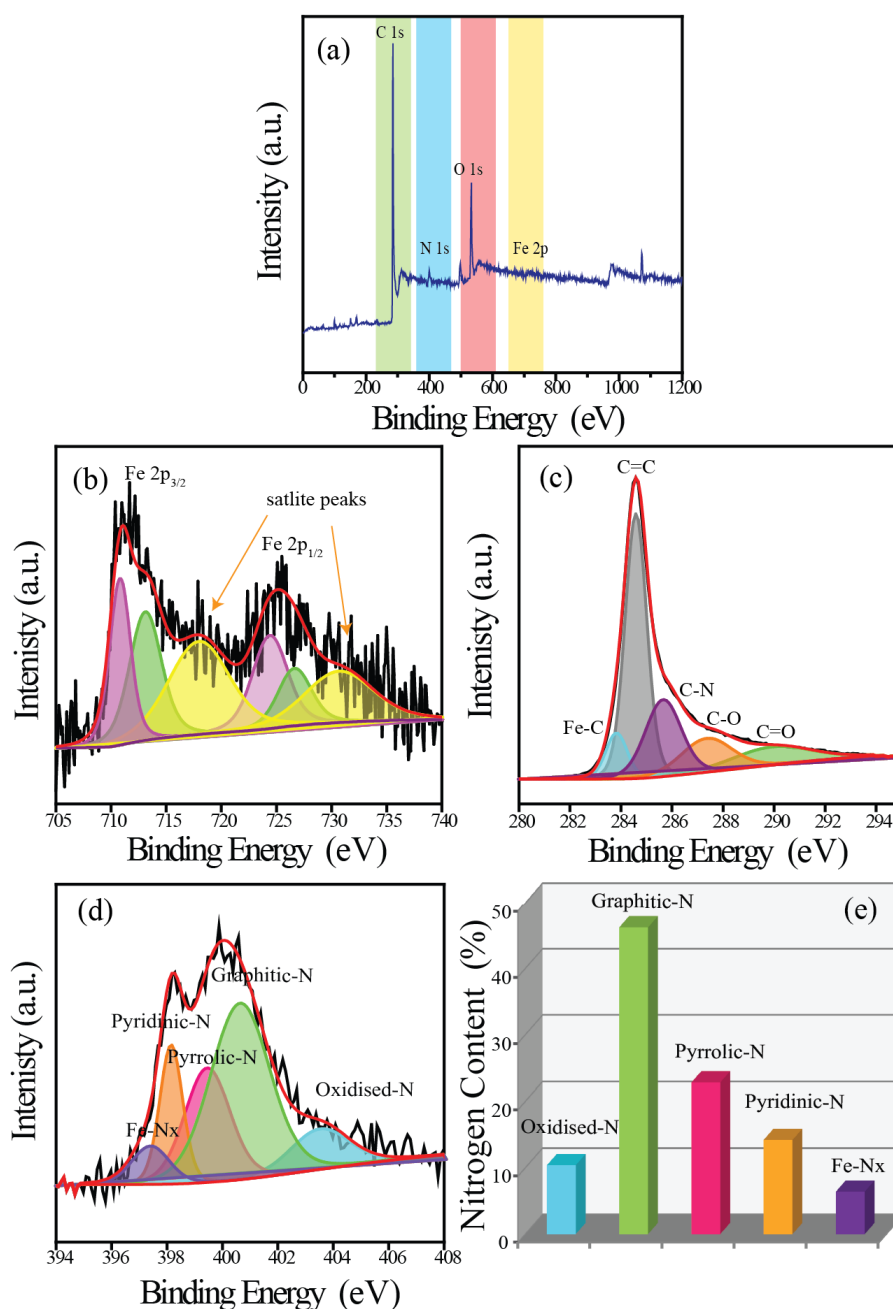 (a)
C 1s
O 1s
N 1s
Fe 2p
Intensity (a.u.)
0 200 400 600 800 1000 1200
Binding Energy (eV)
(b)
Fe 2p3/2
satlite peaks
Fe 2p1/2
Intenisty (a.u.)
705 710 715 720 725 730 735 740
Binding Energy (eV)
(c)
C=C
C-N
Fe-C
C-O
C=O
Intenisty (a.u.)
280 282 284 286 288 290 292 294
Binding Energy (eV)
(d)
Graphitic-N
Pyridinic-N
Pyrrolic-N
Oxidised-N
Fe-Nx
Intenisty (a.u.)
394 396 398 400 402 404 406 408
Binding Energy (eV)
(e)
Graphitic-N
Pyrrolic-N
Pyridinic-N
Oxidised-N
Fe-Nx
Nitrogen Content (%)
50
40
30
20
10
0